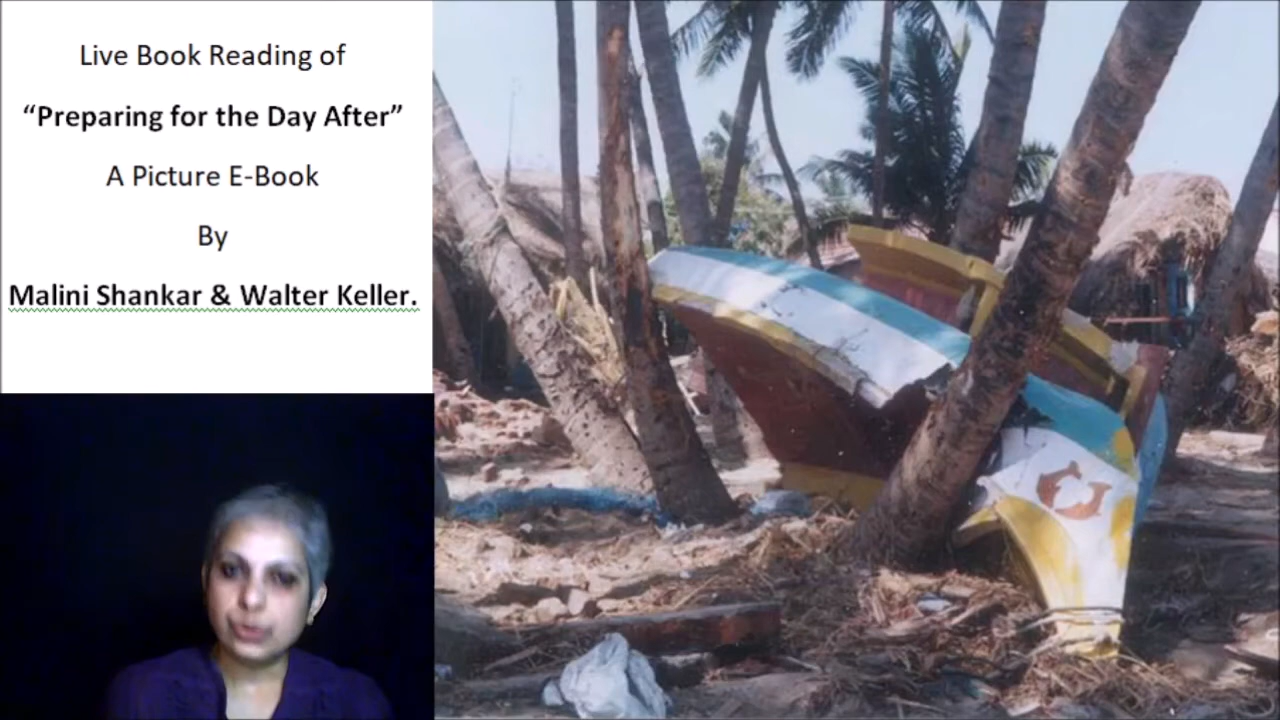 Live Book Reading of
“Preparing for the Day After”
A Picture E-Book
By
Malini Shankar & Walter Keller.